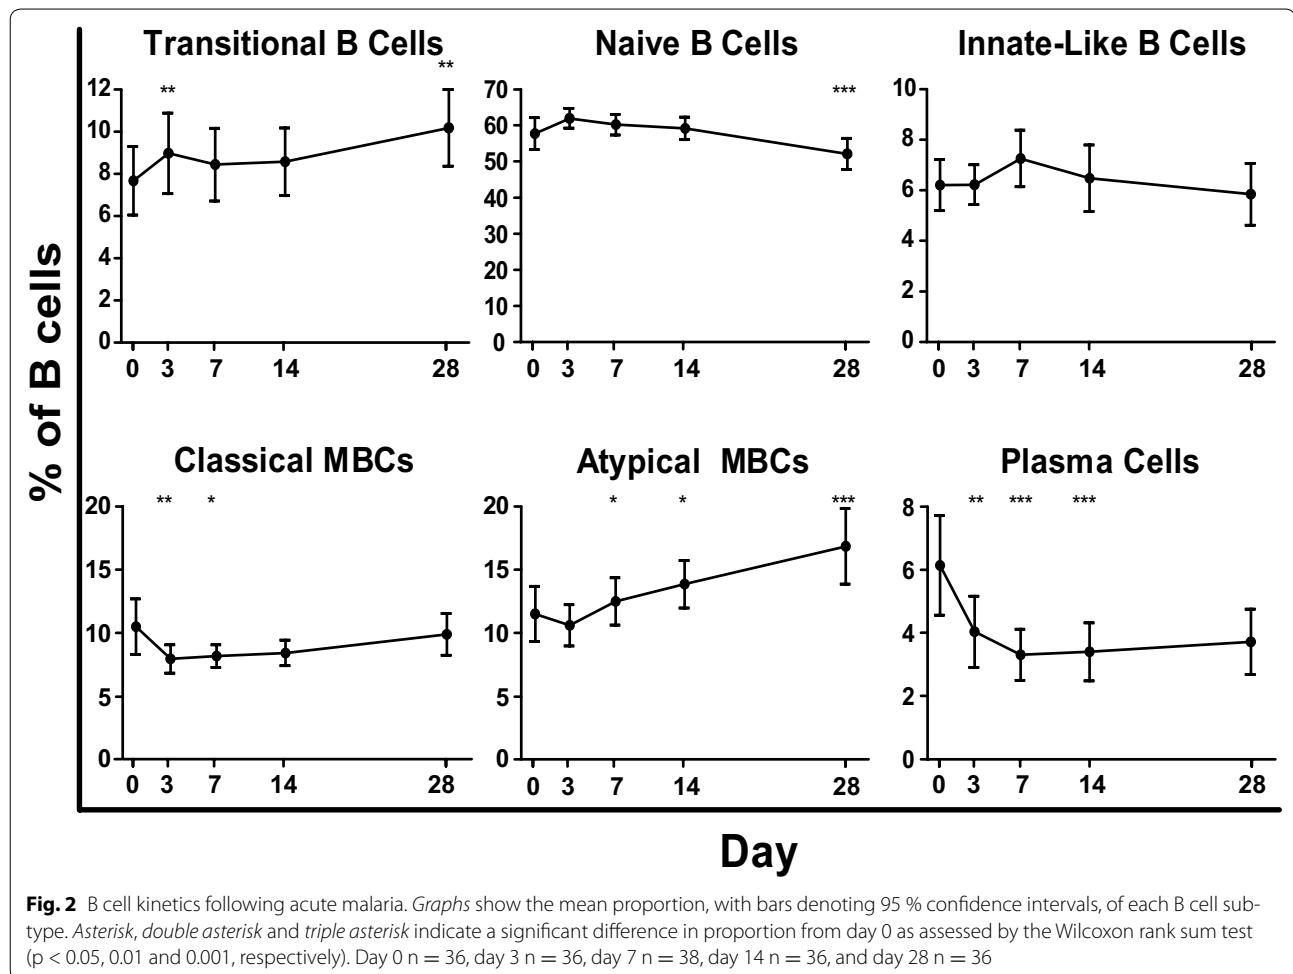 Transitional B Cells
**
**
12
10
8
6
4
2
0
0 3 7 14 28
Naive B Cells
***
70
60
50
40
30
20
10
0
0 3 7 14 28
Innate-Like B Cells
10
8
6
4
2
0
0 3 7 14 28
% of B cells
Classical MBCs
** *
20
15
10
5
0
0 3 7 14 28
Atypical MBCs
* * ***
20
15
10
5
0
0 3 7 14 28
Plasma Cells
** *** ***
8
6
4
2
0
0 3 7 14 28
Day
Fig. 2 B cell kinetics following acute malaria. Graphs show the mean proportion, with bars denoting 95 % confidence intervals, of each B cell sub-
type. Asterisk, double asterisk and triple asterisk indicate a significant difference in proportion from day 0 as assessed by the Wilcoxon rank sum test
(p < 0.05, 0.01 and 0.001, respectively). Day 0 n = 36, day 3 n = 36, day 7 n = 38, day 14 n = 36, and day 28 n = 36